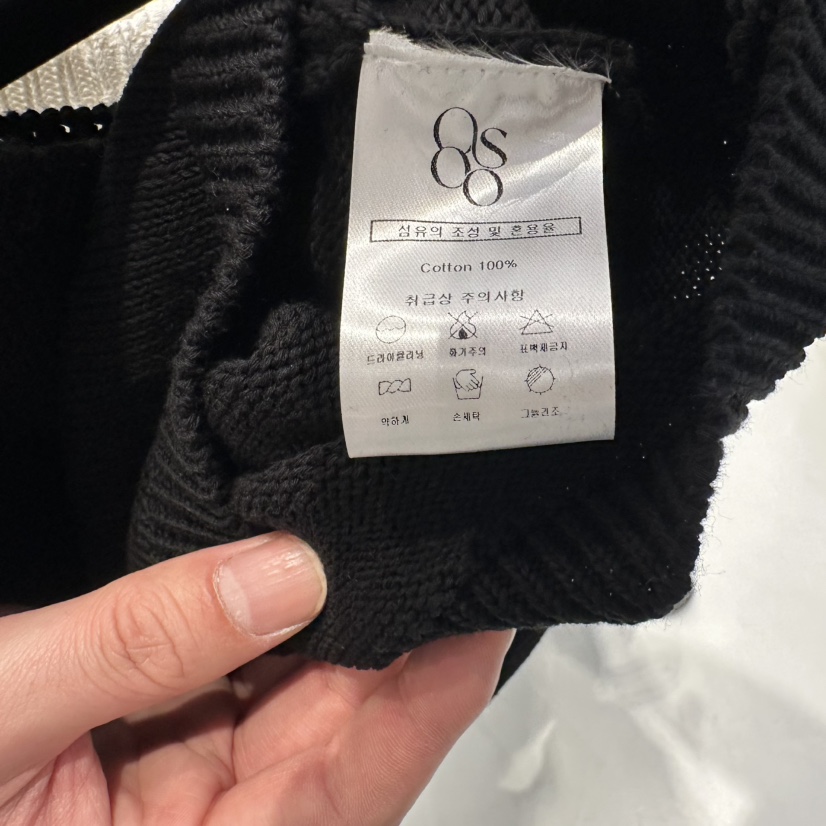 섬유의 조성 및 혼용율
Cotton 100%
취급상 주의사항
드라이클리닝 화기주의 표백제금지
약하게 손세탁 그늘건조